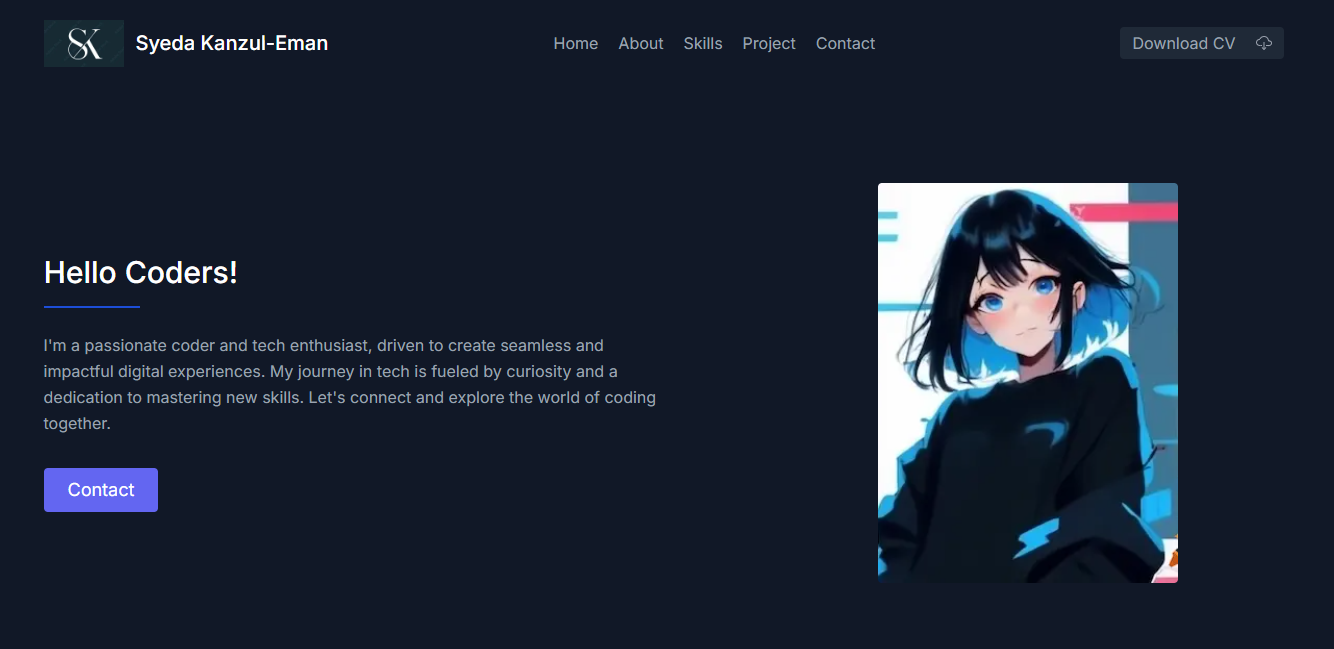 SK
Syeda Kanzul-Eman
Home
About
Skills
Project
Contact
Download CV
Hello Coders!
I'm a passionate coder and tech enthusiast, driven to create seamless and
impactful digital experiences. My journey in tech is fueled by curiosity and a
dedication to mastering new skills. Let's connect and explore the world of coding
together.
Contact